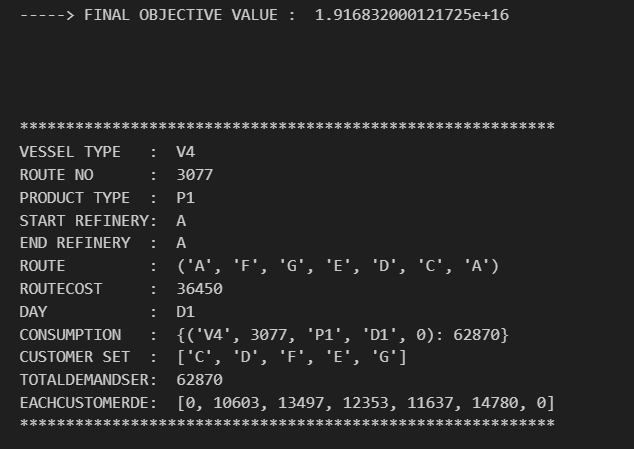 -----> FINAL OBJECTIVE VALUE :  1.916832000121725e+16
**********************************************************
VESSEL TYPE   :  V4
ROUTE NO      :  3077
PRODUCT TYPE  :  P1
START REFINERY:  A
END REFINERY  :  A
ROUTE         :  ('A', 'F', 'G', 'E', 'D', 'C', 'A')
ROUTECOST     :  36450
DAY           :  D1
CONSUMPTION   :  {('V4', 3077, 'P1', 'D1', 0): 62870}
CUSTOMER SET  :  ['C', 'D', 'F', 'E', 'G']
TOTALDEMANDSER:  62870
EACHCUSTOMERDE:  [0, 10603, 13497, 12353, 11637, 14780, 0]
**********************************************************